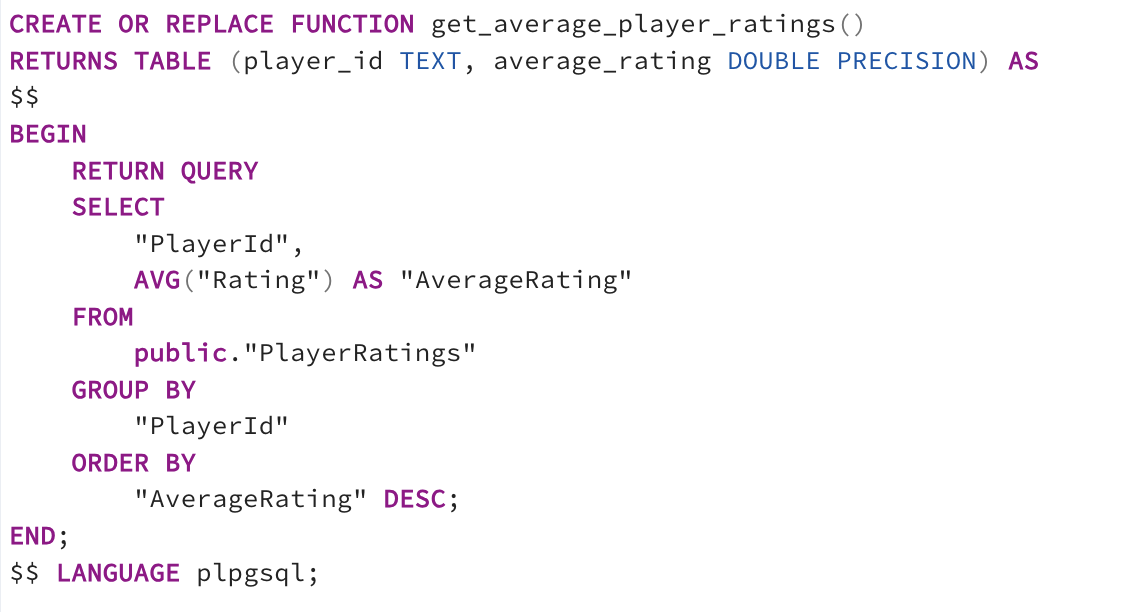 CREATE OR REPLACE FUNCTION get_average_player_ratings()
RETURNS TABLE (player_id TEXT, average_rating DOUBLE PRECISION) AS
$$
BEGIN
    RETURN QUERY
    SELECT
        "PlayerId",
        AVG("Rating") AS "AverageRating"
    FROM
        public."PlayerRatings"
    GROUP BY
        "PlayerId"
    ORDER BY
        "AverageRating" DESC;
END;
$$ LANGUAGE plpgsql;